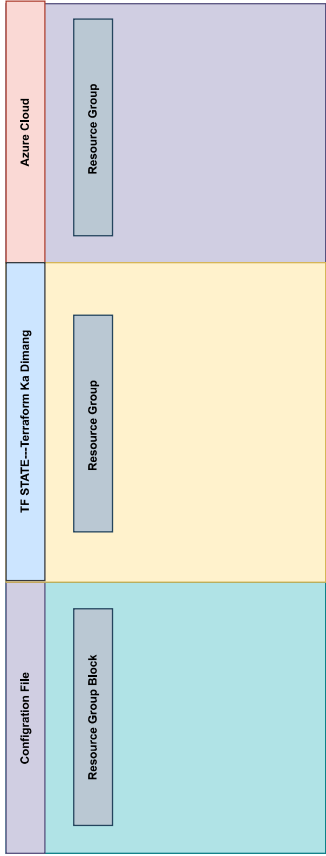 Configration File
Resource Group Block
TF STATE---Terraform Ka Dimang
Resource Group
Azure Cloud
Resource Group